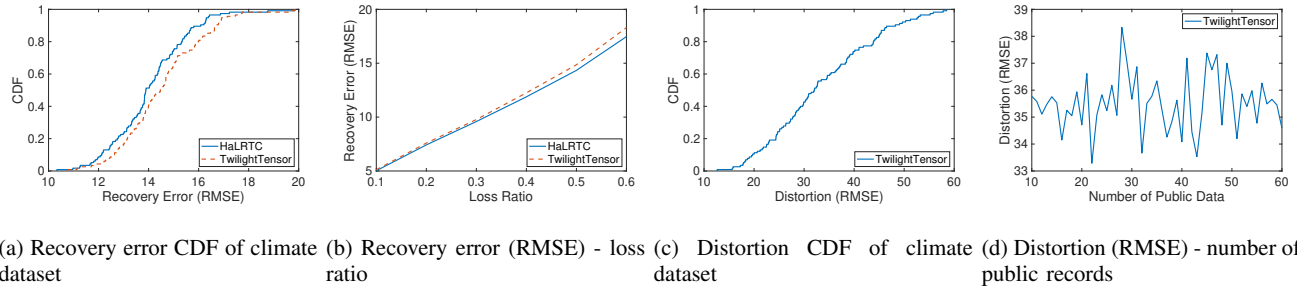 1
0.8
0.6
0.4
0.2
0
CDF
10 12 14 16 18 20
Recovery Error (RMSE)
HaLRTC
TwilightTensor
20
15
10
5
Recovery Error (RMSE)
0.1 0.2 0.3 0.4 0.5 0.6
Loss Ratio
HaLRTC
TwilightTensor
1
0.8
0.6
0.4
0.2
0
CDF
10 20 30 40 50 60
Distortion (RMSE)
TwilightTensor
39
38
37
36
35
34
33
Distortion (RMSE)
10 20 30 40 50 60
Number of Public Data
TwilightTensor
(a) Recovery error CDF of climate
dataset
(b) Recovery error (RMSE) - loss
ratio
(c) Distortion CDF of climate
dataset
(d) Distortion (RMSE) - number of
public records